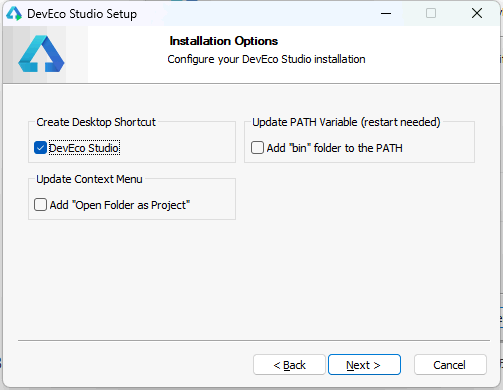 DevEco Studio Setup
Installation Options
Configure your DevEco Studio installation
Create Desktop Shortcut
DevEco Studio
Update PATH Variable (restart needed)
Add "bin" folder to the PATH
Update Context Menu
Add "Open Folder as Project"
< Back
Next >
Cancel